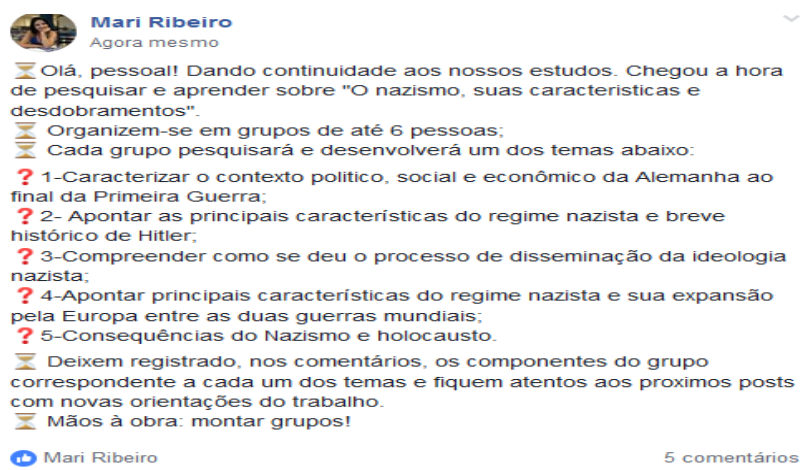 Mari Ribeiro
Agora mesmo
⏳Olá, pessoal! Dando continuidade aos nossos estudos. Chegou a hora
de pesquisar e aprender sobre "O nazismo, suas caracteristicas e
desdobramentos".
⏳ Organizem-se em grupos de até 6 pessoas;
⏳ Cada grupo pesquisará e desenvolverá um dos temas abaixo:
❓1-Caracterizar o contexto politico, social e econômico da Alemanha ao
final da Primeira Guerra;
❓2- Apontar as principais características do regime nazista e breve
histórico de Hitler;
❓3-Compreender como se deu o processo de disseminação da ideologia
nazista;
❓4-Apontar principais características do regime nazista e sua expansão
pela Europa entre as duas guerras mundiais;
❓5-Consequências do Nazismo e holocausto.
⏳ Deixem registrado, nos comentários, os componentes do grupo
correspondente a cada um dos temas e fiquem atentos aos proximos posts
com novas orientações do trabalho.
⏳ Mãos à obra: montar grupos!
Mari Ribeiro 5 comentários